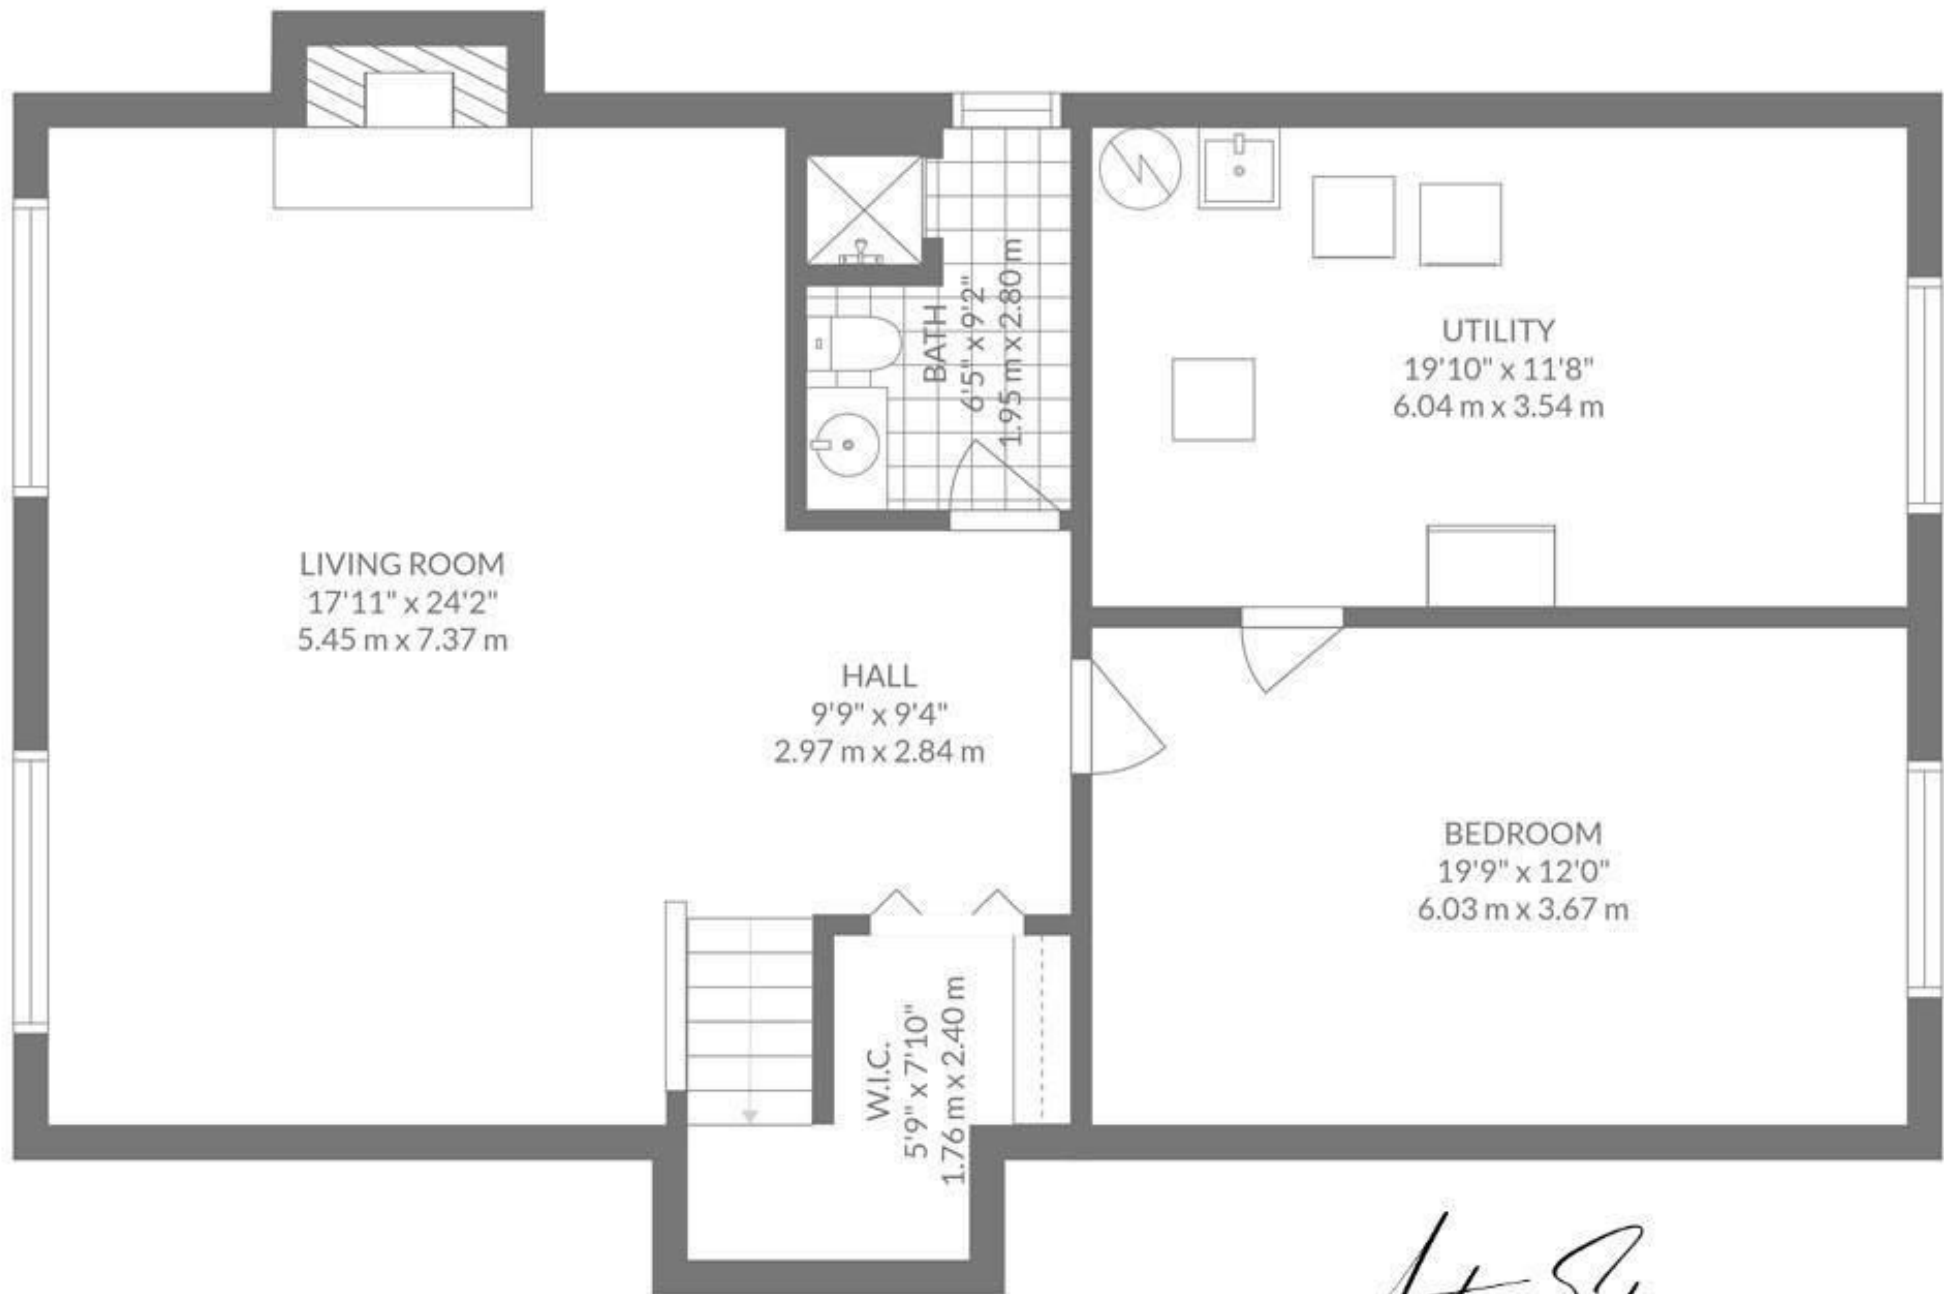 BATH
6'5" x 9'2"
1.95 m x 2.80 m
UTILITY
19'10" x 11'8"
6.04 m x 3.54 m
LIVING ROOM
17'11" x 24'2"
5.45 m x 7.37 m
HALL
9'9" x 9'4"
2.97 m x 2.84 m
BEDROOM
19'9" x 12'0"
6.03 m x 3.67 m
W.I.C.
5'9" x 7'10"
1.76 m x 2.40 m